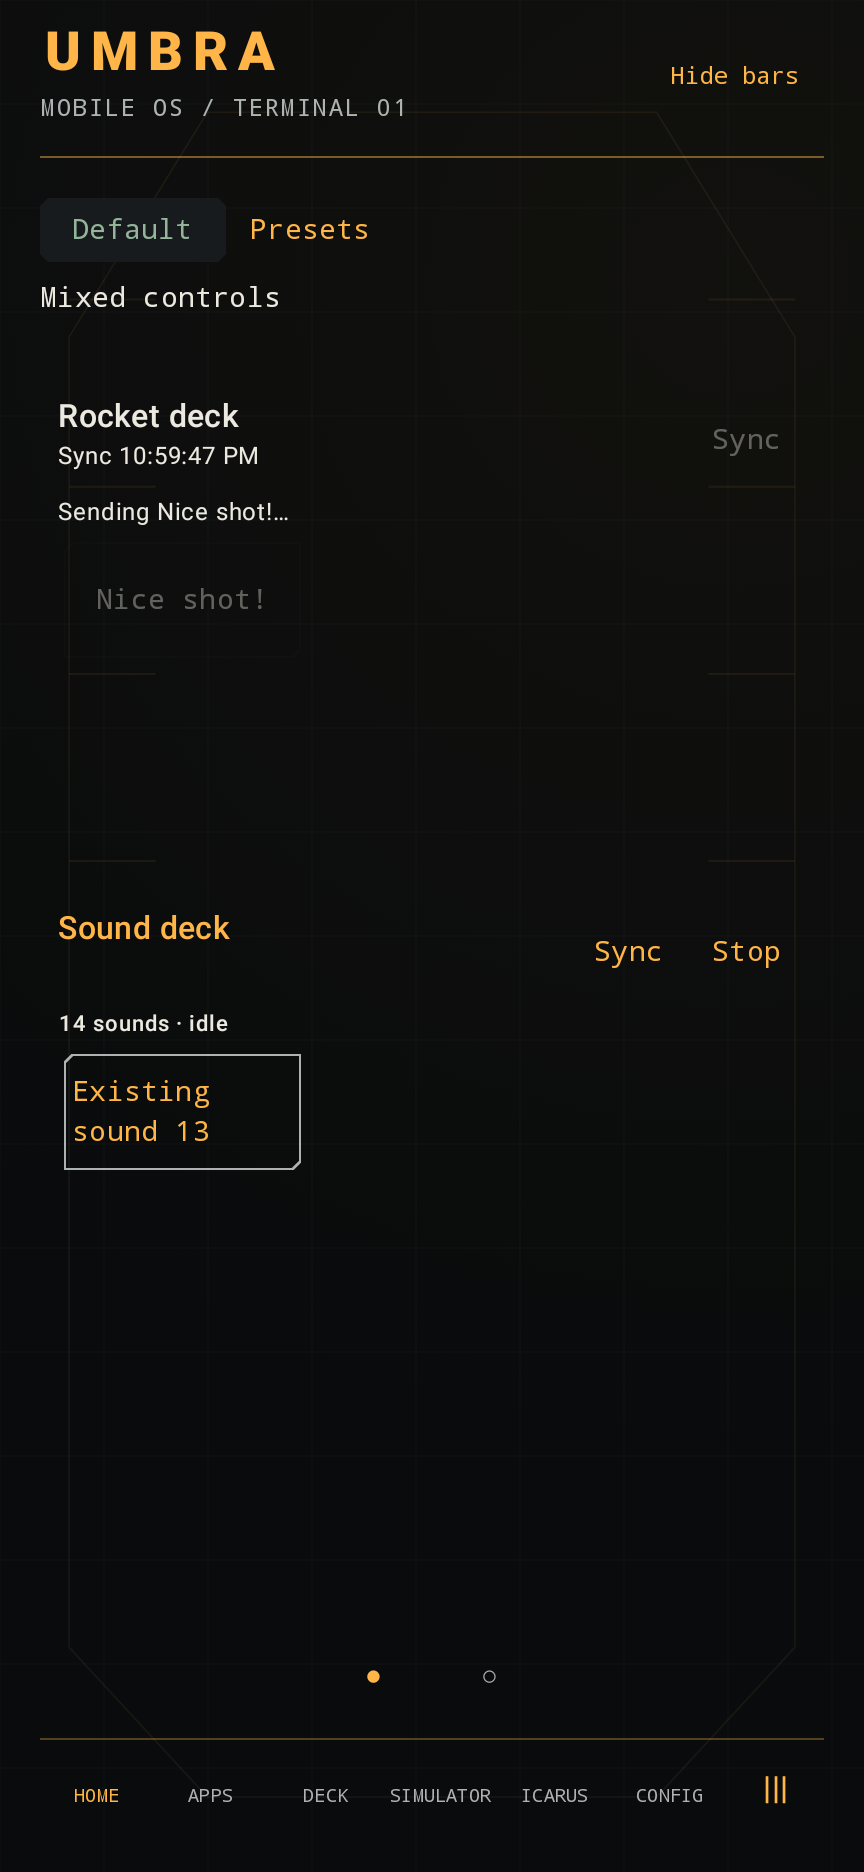 UMBRA
Hide bars
MOBILE OS / TERMINAL 01
Default
Presets
Mixed controls
Rocket deck
Sync
Sync 10:59:47 PM
Sending Nice shot!…
Nice shot!
Sound deck
Sync
Stop
14 sounds · idle
Existing
sound 13
HOME
APPS
DECK
SIMULATOR
ICARUS
CONFIG